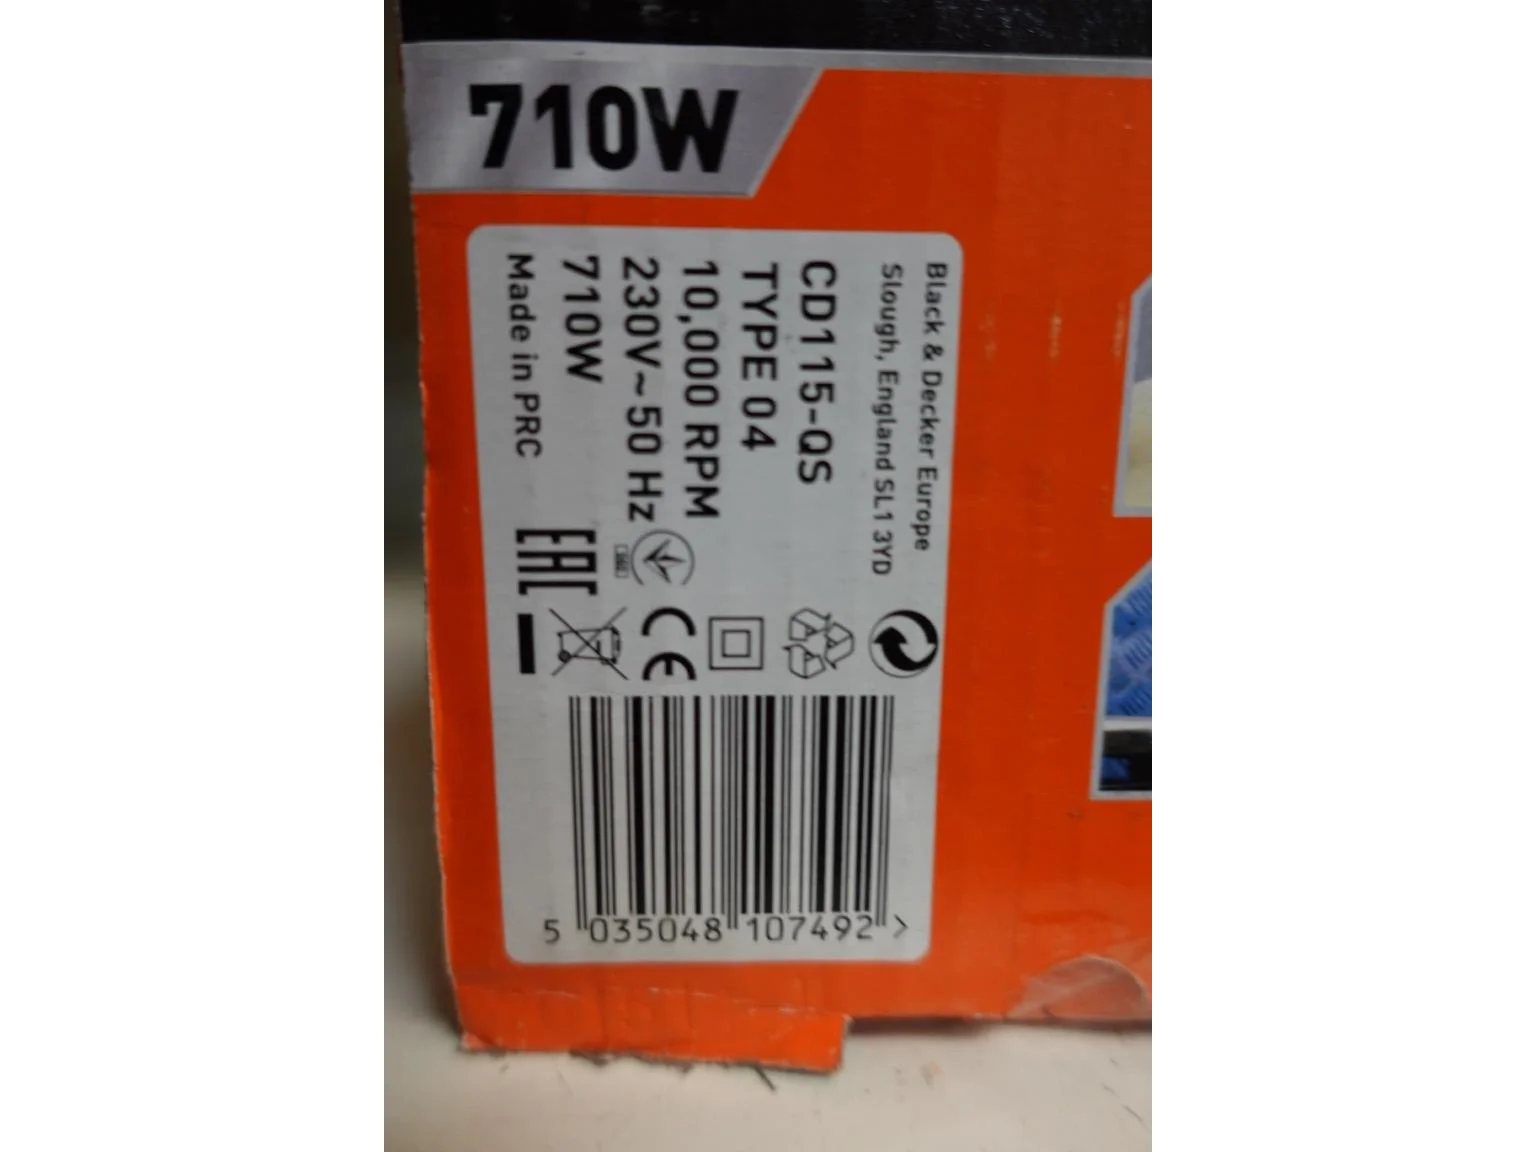 710W
Black & Decker Europe
Slough, England SL1 3YD
CD115-QS
TYPE 04
10,000 RPM
230V~50 Hz
710W
Made in PRC
EAC
CE
5 035048 107492 >